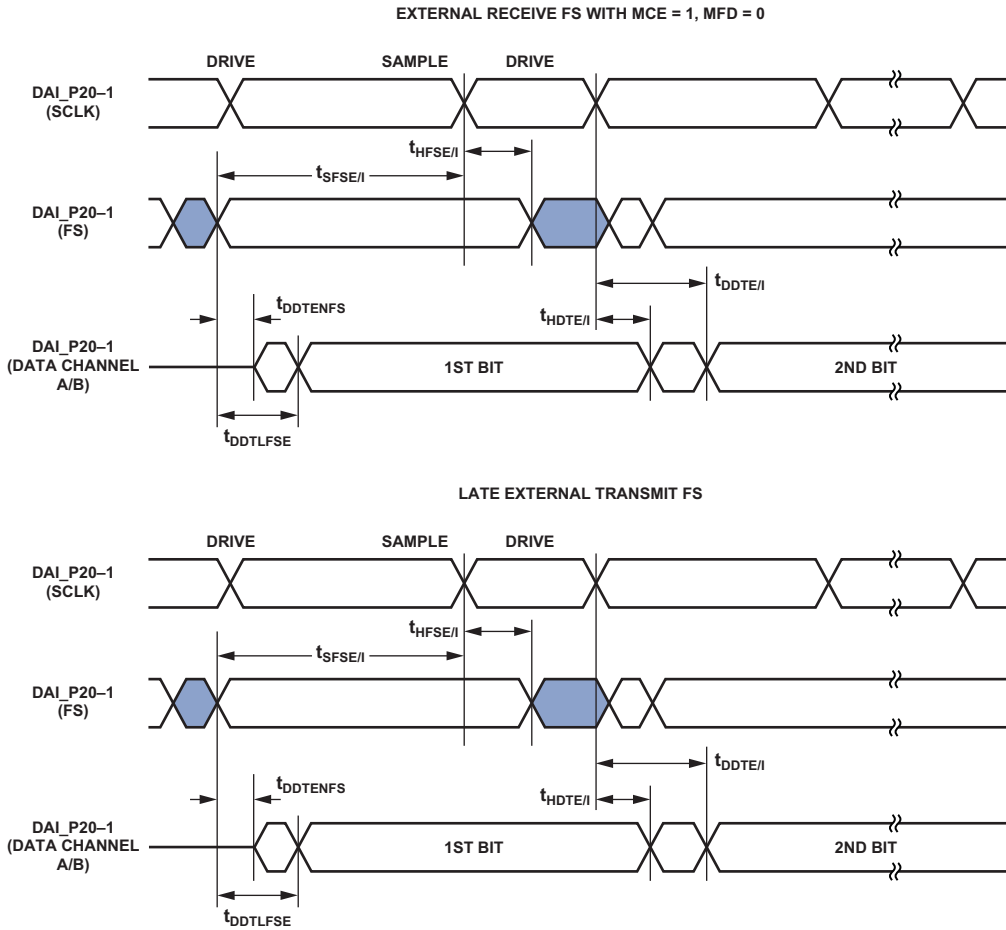 EXTERNAL RECEIVE FS WITH MCE = 1, MFD = 0
DRIVE SAMPLE DRIVE
DAI_P20–1
(SCLK)
tHFSE/I
tSFSE/I
DAI_P20–1
(FS)
tDDTE/I
tDDTENFS
tHDTE/I
DAI_P20–1
(DATA CHANNEL
A/B)
1ST BIT 2ND BIT
tDDTLFSE
LATE EXTERNAL TRANSMIT FS
DRIVE SAMPLE DRIVE
DAI_P20–1
(SCLK)
tHFSE/I
tSFSE/I
DAI_P20–1
(FS)
tDDTE/I
tDDTENFS
tHDTE/I
DAI_P20–1
(DATA CHANNEL
A/B)
1ST BIT 2ND BIT
tDDTLFSE